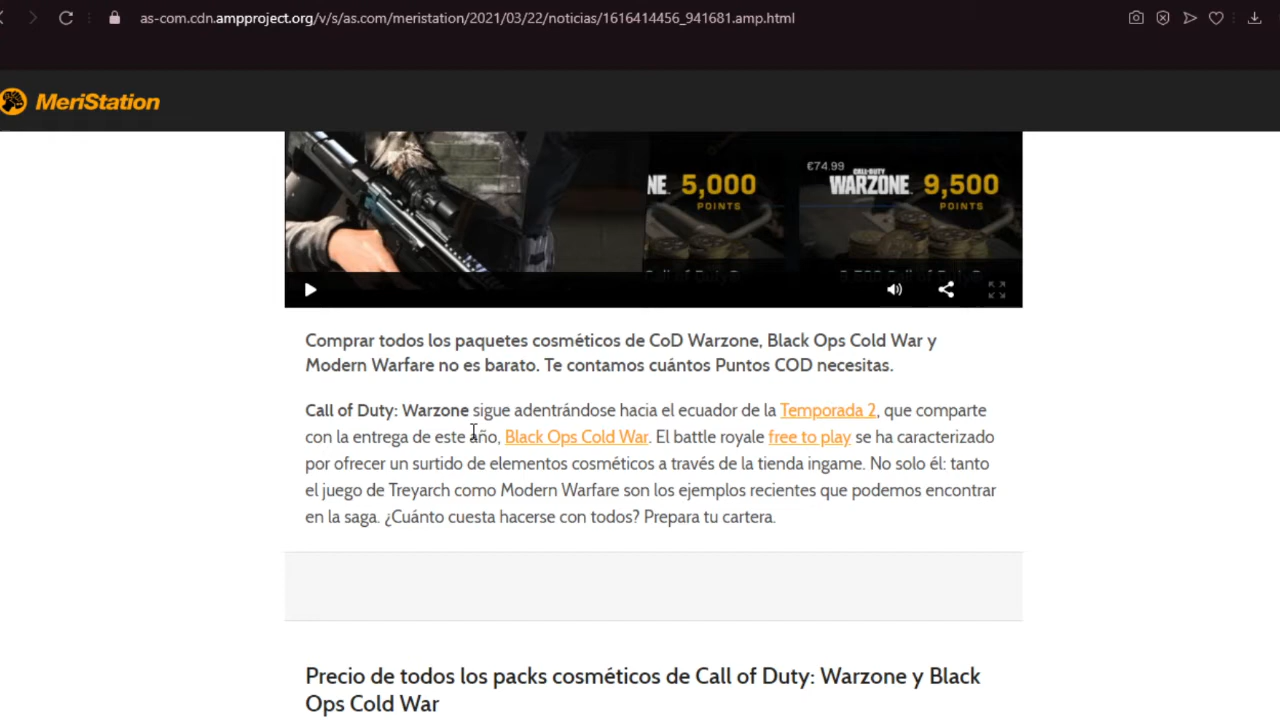 as-com.cdn.ampproject.org/v/s/as.com/meristation/2021/03/22/noticias/1616414456_941681.amp.html
MeriStation
€74.99
NE 5,000
POINTS
CALL OF DUTY
WARZONE 9,500
POINTS
Comprar todos los paquetes cosméticos de CoD Warzone, Black Ops Cold War y
Modern Warfare no es barato. Te contamos cuántos Puntos COD necesitas.
Call of Duty: Warzone sigue adentrándose hacia el ecuador de la Temporada 2, que comparte
con la entrega de este año, Black Ops Cold War. El battle royale free to play se ha caracterizado
por ofrecer un surtido de elementos cosméticos a través de la tienda ingame. No solo él: tanto
el juego de Treyarch como Modern Warfare son los ejemplos recientes que podemos encontrar
en la saga. ¿Cuánto cuesta hacerse con todos? Prepara tu cartera.
Precio de todos los packs cosméticos de Call of Duty: Warzone y Black
Ops Cold War